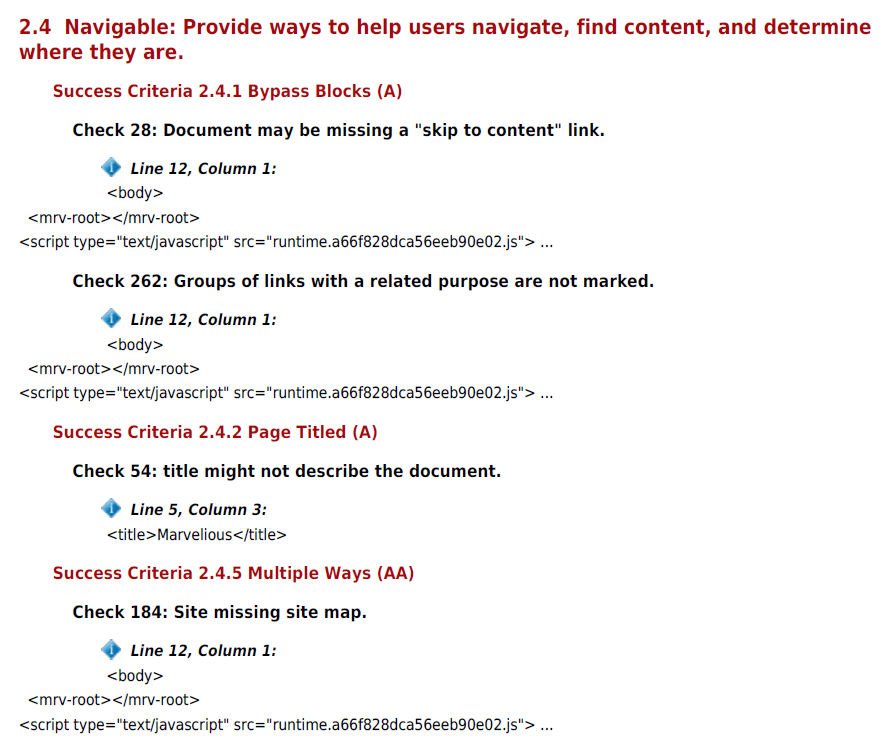 2.4  Navigable: Provide ways to help users navigate, find content, and determine
where they are.
Success Criteria 2.4.1 Bypass Blocks (A)
Check 28: Document may be missing a "skip to content" link.
Line 12, Column 1:
<body>
<mrv-root></mrv-root>
<script type="text/javascript" src="runtime.a66f828dca56eeb90e02.js"> ...
Check 262: Groups of links with a related purpose are not marked.
Line 12, Column 1:
<body>
<mrv-root></mrv-root>
<script type="text/javascript" src="runtime.a66f828dca56eeb90e02.js"> ...
Success Criteria 2.4.2 Page Titled (A)
Check 54: title might not describe the document.
Line 5, Column 3:
<title>Marvelious</title>
Success Criteria 2.4.5 Multiple Ways (AA)
Check 184: Site missing site map.
Line 12, Column 1:
<body>
<mrv-root></mrv-root>
<script type="text/javascript" src="runtime.a66f828dca56eeb90e02.js"> ...